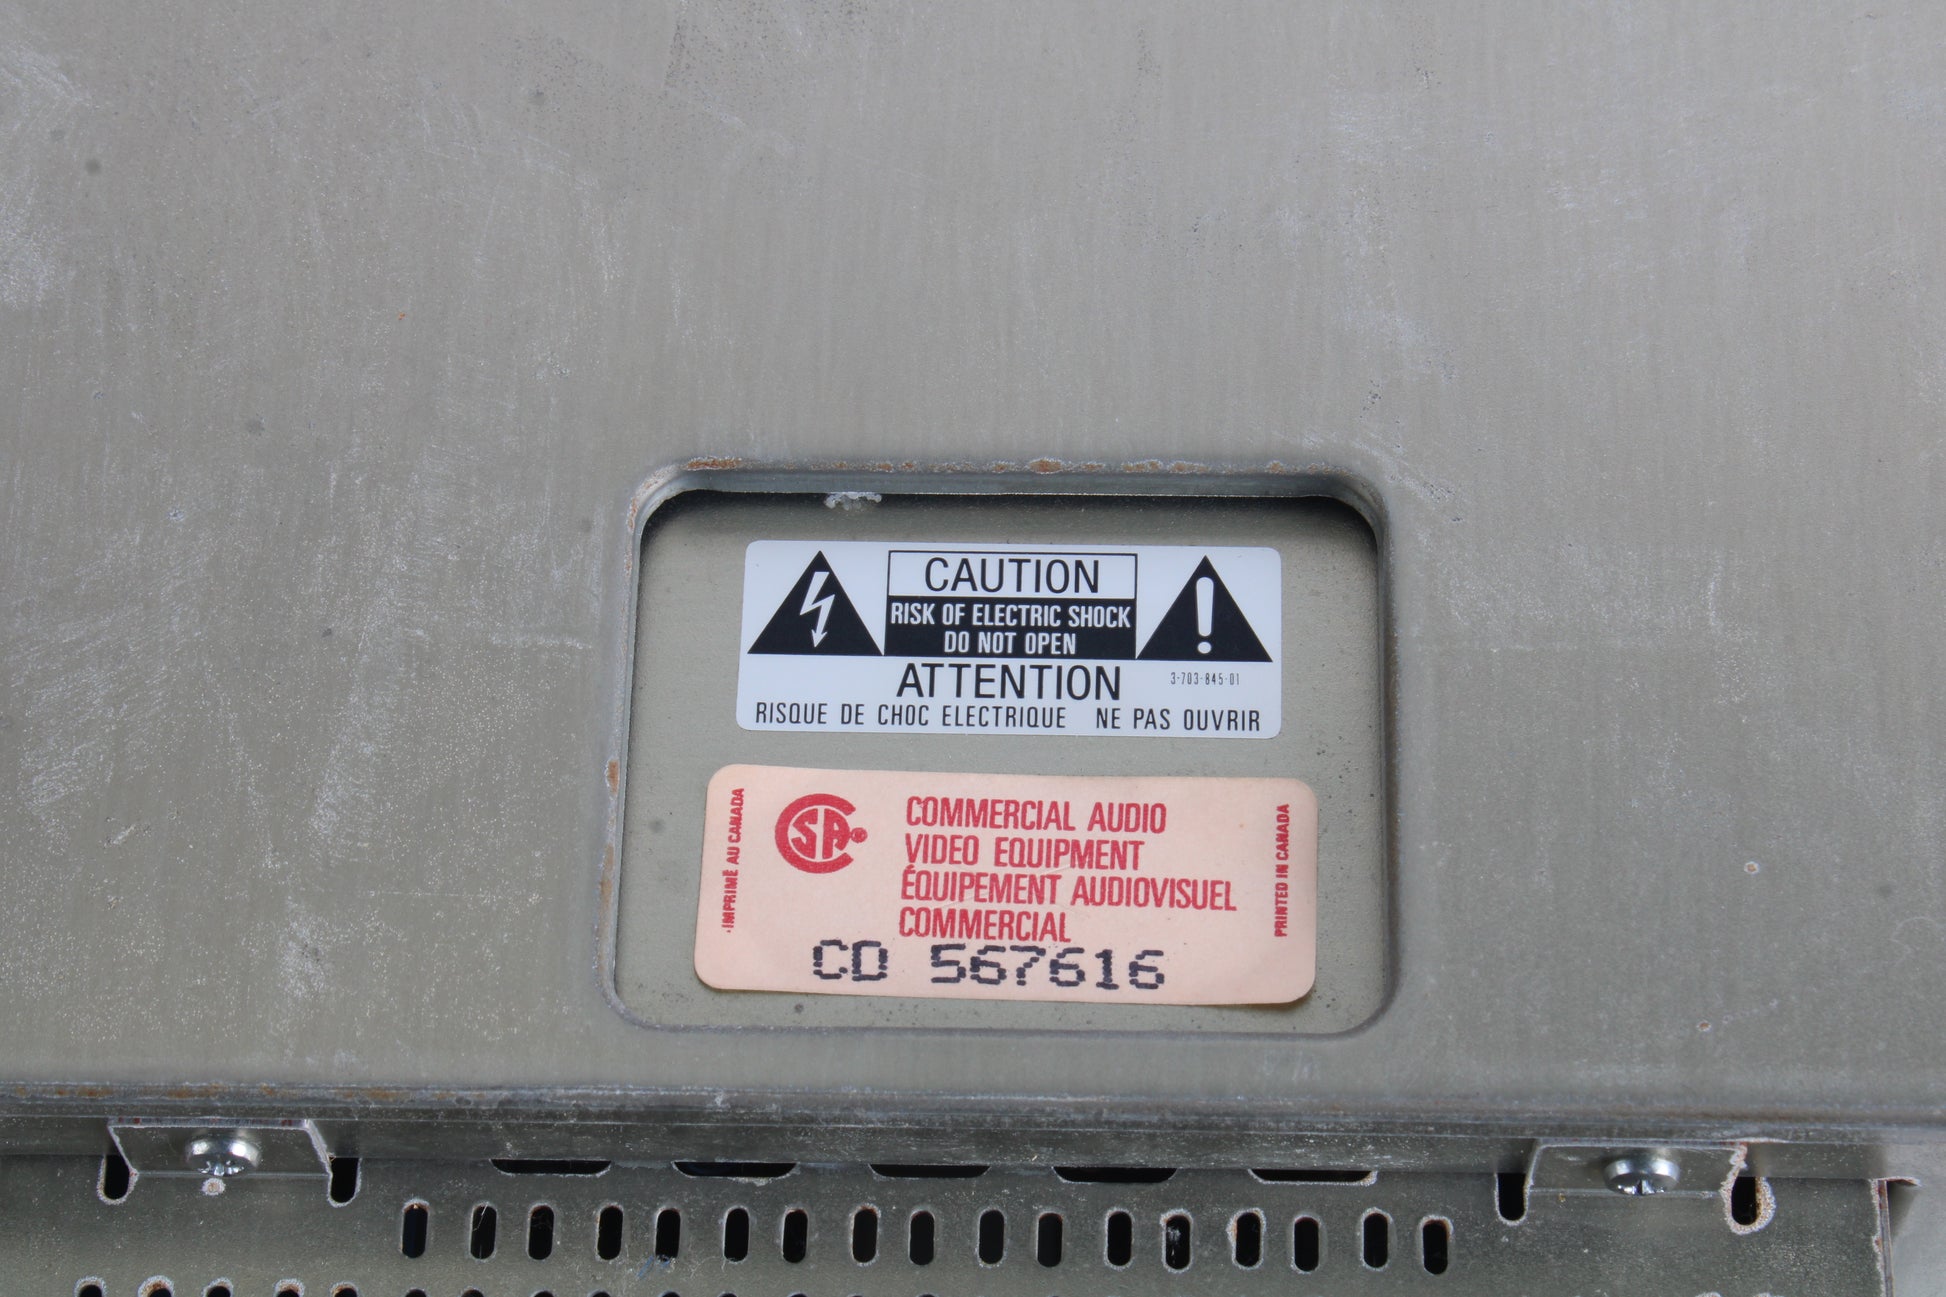 CAUTION
RISK OF ELECTRIC SHOCK
DO NOT OPEN
ATTENTION
3-703-845-01
RISQUE DE CHOC ELECTRIQUE NE PAS OUVRIR
IMPRIMÉ AU CANADA
CSA
COMMERCIAL AUDIO
VIDEO EQUIPMENT
ÉQUIPEMENT AUDIOVISUEL
COMMERCIAL
CD 567616
PRINTED IN CANADA